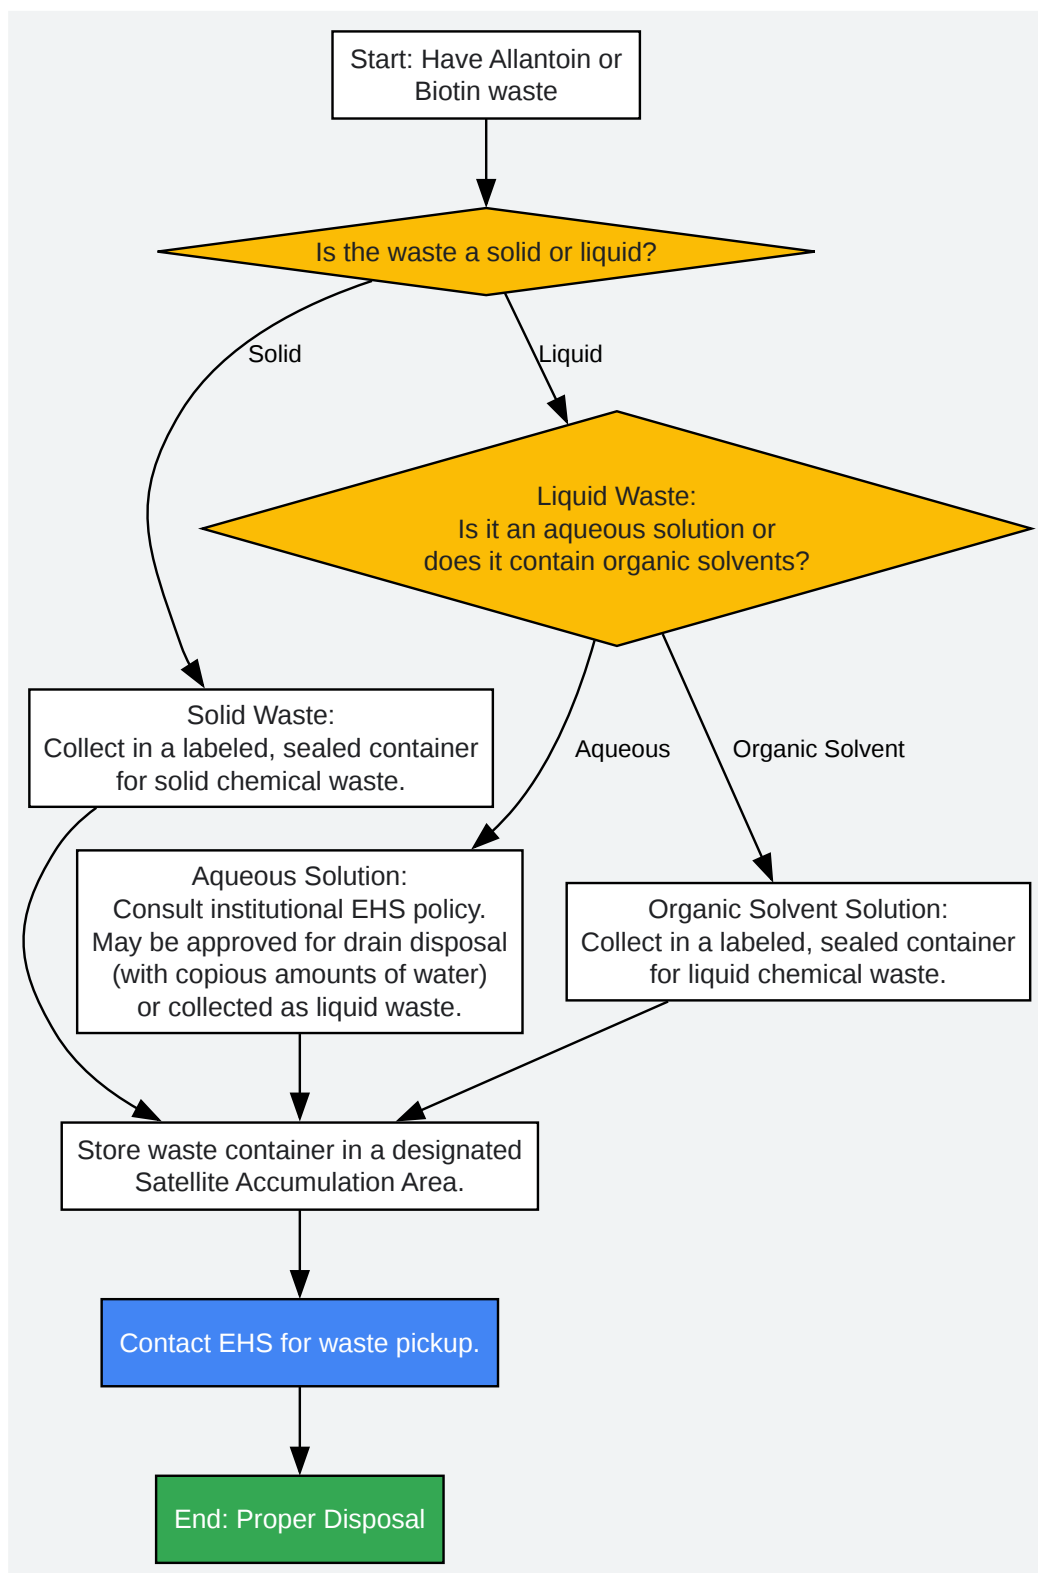 Start: Have Allantoin or
Biotin waste
Is the waste a solid or liquid?
Solid
Liquid
Liquid Waste:
Is it an aqueous solution or
does it contain organic solvents?
Solid Waste:
Collect in a labeled, sealed container
for solid chemical waste.
Aqueous
Organic Solvent
Aqueous Solution:
Consult institutional EHS policy.
May be approved for drain disposal
(with copious amounts of water)
or collected as liquid waste.
Organic Solvent Solution:
Collect in a labeled, sealed container
for liquid chemical waste.
Store waste container in a designated
Satellite Accumulation Area.
Contact EHS for waste pickup.
End: Proper Disposal